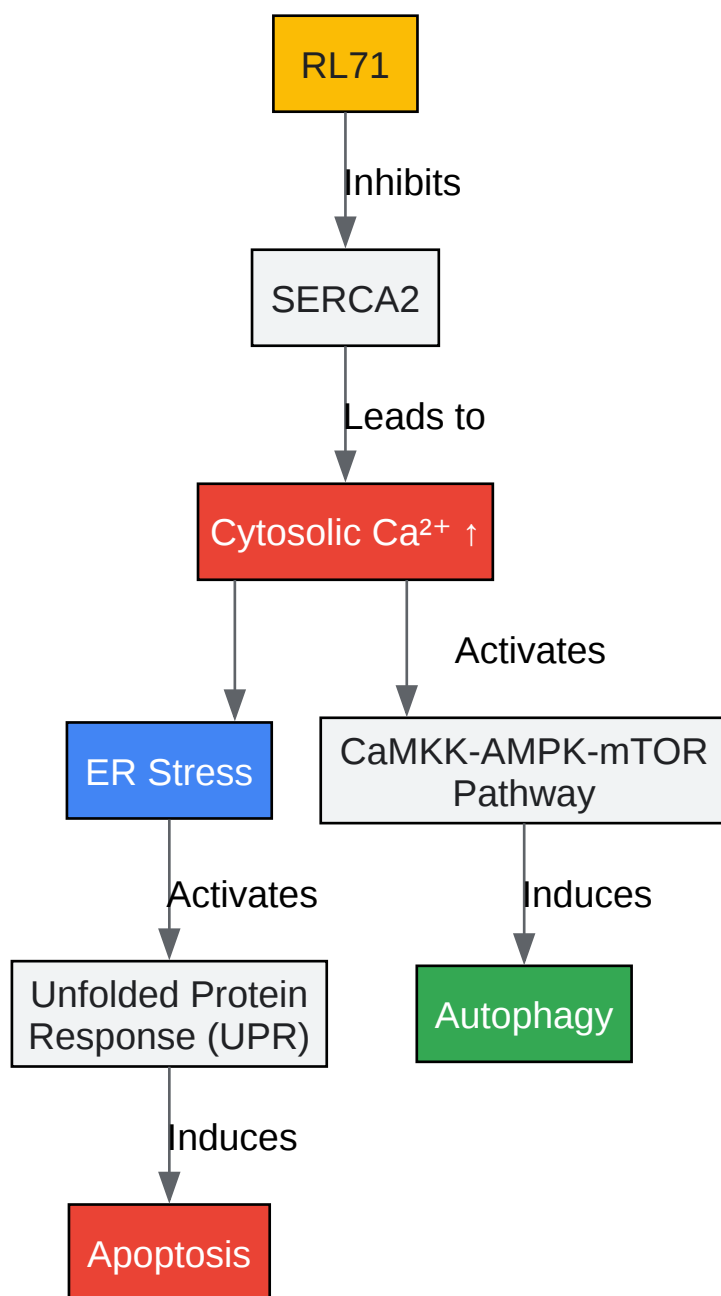 RL71
Inhibits
SERCA2
Leads to
Cytosolic Ca²⁺ ↑
Activates
ER Stress
CaMKK-AMPK-mTOR
Pathway
Activates
Induces
Unfolded Protein
Response (UPR)
Autophagy
Induces
Apoptosis